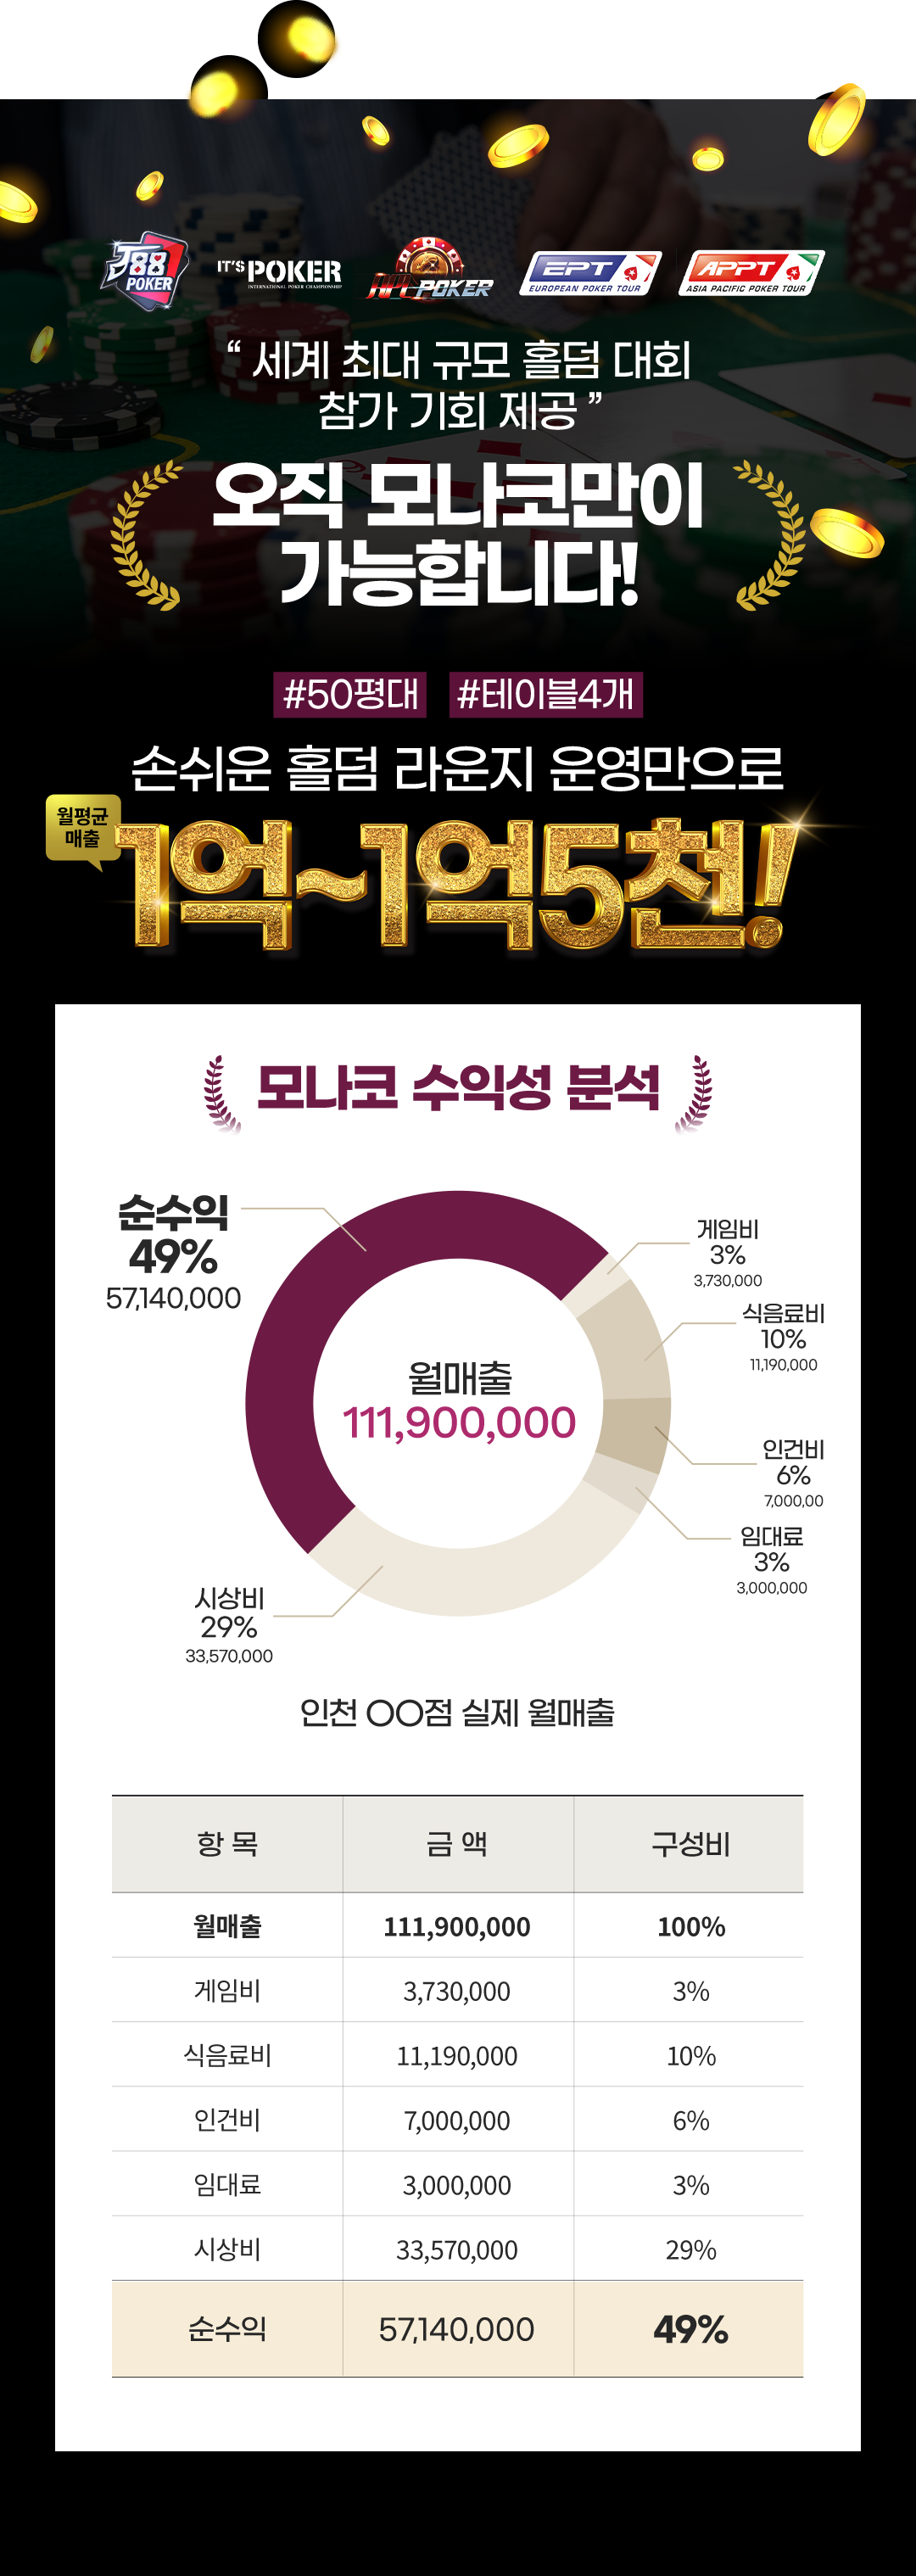 J88
POKER
IT'S POKER
INTERNATIONAL POKER CHAMPIONSHIP
APL POKER
EPT
EUROPEAN POKER TOUR
APPT
ASIA PACIFIC POKER TOUR
“ 세계 최대 규모 홀덤 대회
참가 기회 제공 ”
오직 모나코만이
가능합니다!
#50평대 #테이블4개
손쉬운 홀덤 라운지 운영만으로
월평균
매출
1억~1억5천!
모나코 수익성 분석
순수익
49%
57,140,000
게임비
3%
3,730,000
식음료비
10%
11,190,000
월매출
111,900,000
인건비
6%
7,000,00
임대료
3%
3,000,000
시상비
29%
33,570,000
인천 〇〇점 실제 월매출
항 목 금 액 구성비
월매출 111,900,000 100%
게임비 3,730,000 3%
식음료비 11,190,000 10%
인건비 7,000,000 6%
임대료 3,000,000 3%
시상비 33,570,000 29%
순수익 57,140,000 49%